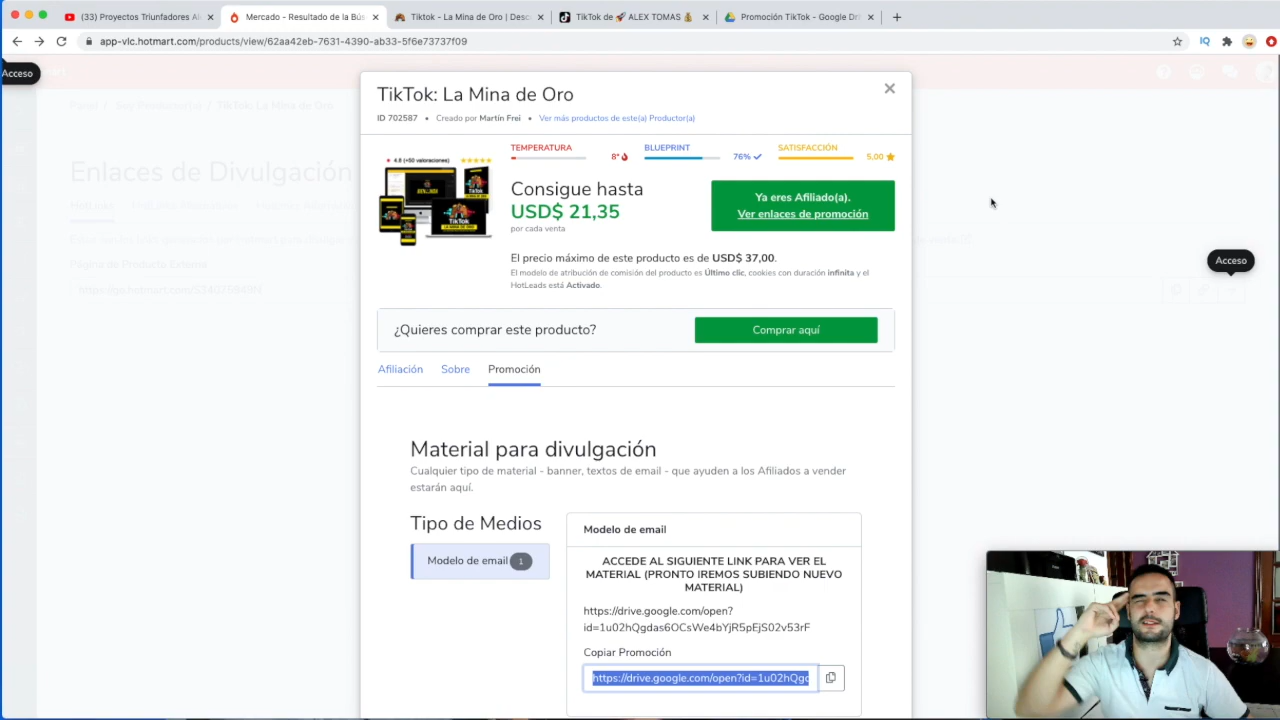 (33) Proyectos Triunfadores Al
Mercado - Resultado de la Bús
Tiktok - La Mina de Oro | Desc
TikTok de 🚀 ALEX TOMAS 💰
Promoción TikTok - Google Dri
app-vlc.hotmart.com/products/view/62aa42eb-7631-4390-ab33-5f6e73737f09
Acceso
TikTok: La Mina de Oro
ID 702587 • Creado por Martín Frei • Ver más productos de este(a) Productor(a)
Enlaces de Divulgación
4.8 (+50 valoraciones)
TEMPERATURA
8°
BLUEPRINT
76%
SATISFACCIÓN
5.00
Consigue hasta
USD$ 21,35
por cada venta
Ya eres Afiliado(a).
Ver enlaces de promoción
El precio máximo de este producto es de USD$ 37,00.
El modelo de atribución de comisión del producto es Último clic, cookies con duración infinita y el
HotLeads está Activado.
Acceso
¿Quieres comprar este producto?
Comprar aquí
Afiliación
Sobre
Promoción
Material para divulgación
Cualquier tipo de material - banner, textos de email - que ayuden a los Afiliados a vender
estarán aquí.
Tipo de Medios
Modelo de email 1
Modelo de email
ACCEDE AL SIGUIENTE LINK PARA VER EL
MATERIAL (PRONTO IREMOS SUBIENDO NUEVO
MATERIAL)
https://drive.google.com/open?
id=1u02hQgdas6OCsWe4bYjR5pEjS02v53rF
Copiar Promoción
https://drive.google.com/open?id=1u02hQgc